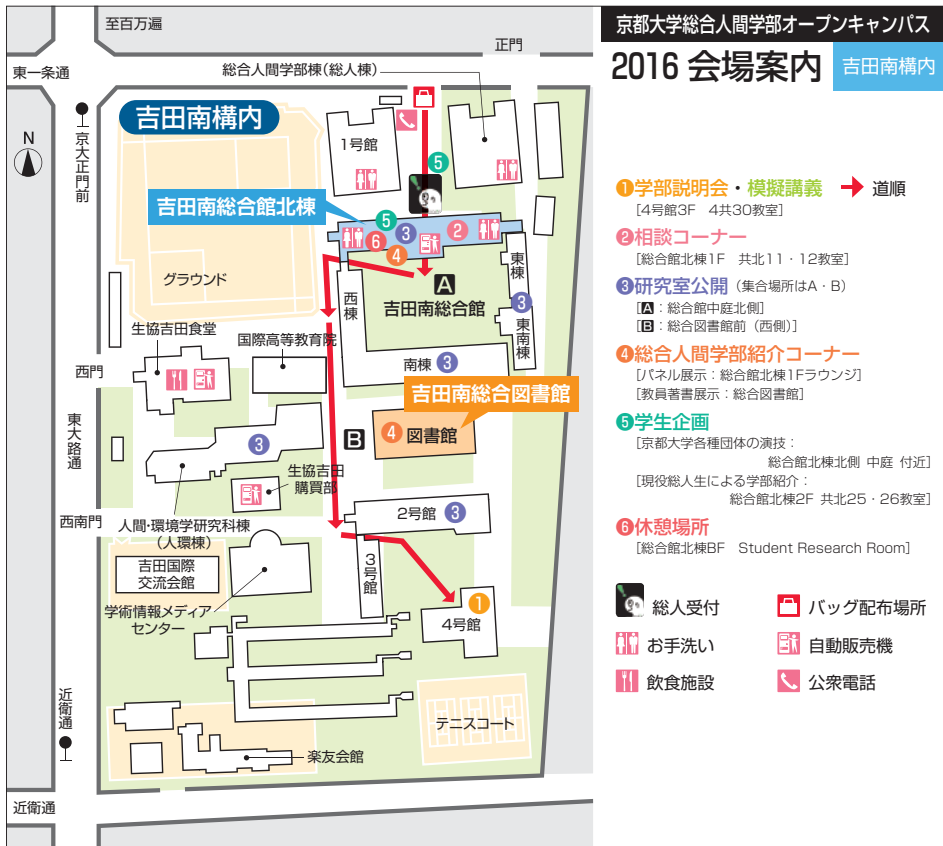 至百万遍
正門
東一条通
総合人間学部棟(総人棟)
吉田南構内
N
京大正門前
1号館
5
吉田南総合館北棟
5
3
2
6
4
グラウンド
A
吉田南総合館
西棟
東棟
3
東南棟
生協吉田食堂
国際高等教育院
南棟 3
西門
吉田南総合図書館
東大路通
B
4 図書館
3
生協吉田
購買部
2号館 3
西南門
人間・環境学研究科棟
(人環棟)
吉田国際
交流会館
3号館
1
4号館
学術情報メディア
センター
近衛通
テニスコート
楽友会館
近衛通
京都大学総合人間学部オープンキャンパス
2016 会場案内 吉田南構内
1学部説明会・模擬講義 → 道順
[4号館3F 4共30教室]
2相談コーナー
[総合館北棟1F 共北11・12教室]
3研究室公開(集合場所はA・B)
[A:総合館中庭北側]
[B:総合図書館前(西側)]
4総合人間学部紹介コーナー
[パネル展示:総合館北棟1Fラウンジ]
[教員著書展示:総合図書館]
5学生企画
[京都大学各種団体の演技:
総合館北棟北側 中庭 付近]
[現役総人生による学部紹介:
総合館北棟2F 共北25・26教室]
6休憩場所
[総合館北棟BF Student Research Room]
総人受付
バッグ配布場所
お手洗い
自動販売機
飲食施設
公衆電話